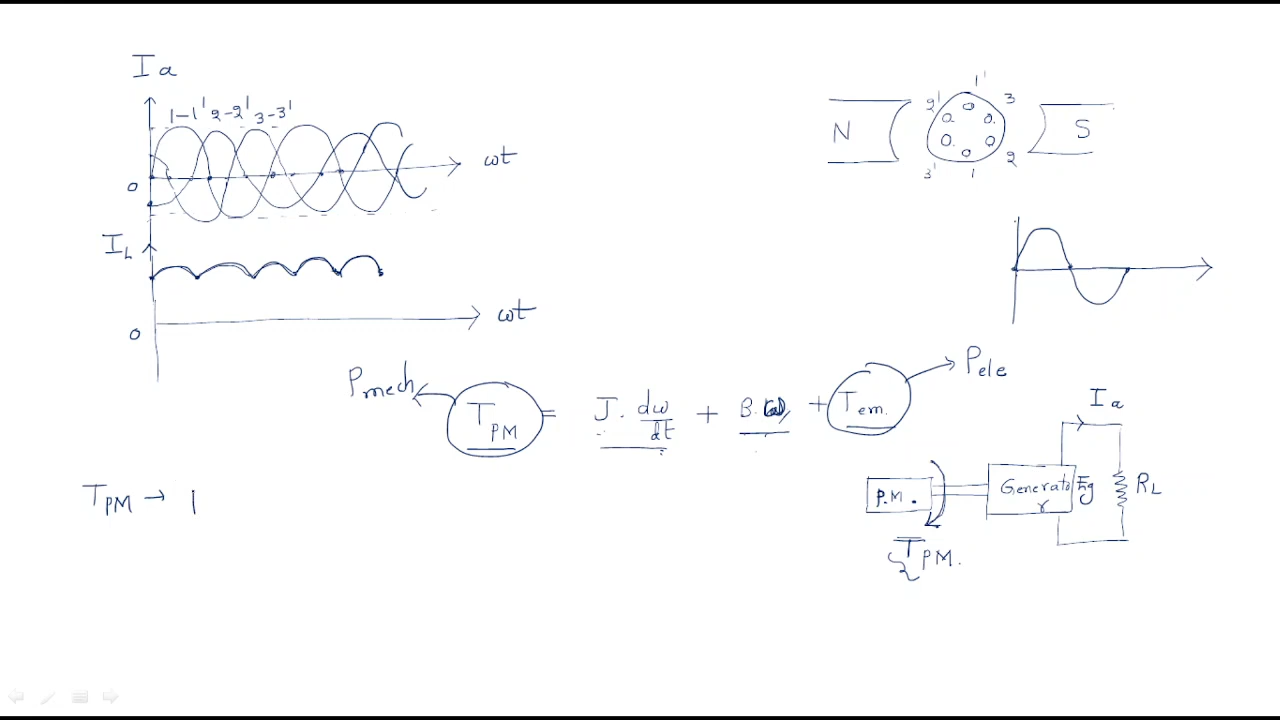 Ia
1-1' 2-2' 3-3'
0
ωt
IL
0
ωt
1'
2' 3
N S
3' 1 2
Pmech
Pele
TPM = J. dω/dt + B. ω + Tem.
Ia
P.M. Generator Eg RL
TPM.
TPM → |